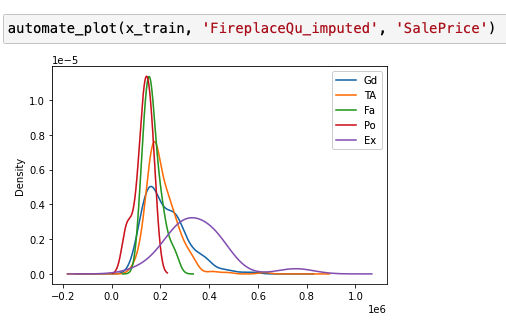 automate_plot(x_train, 'FireplaceQu_imputed', 'SalePrice')
1e−5
Gd
TA
Fa
Po
Ex
1.0
0.8
0.6
0.4
0.2
0.0
Density
−0.2 0.0 0.2 0.4 0.6 0.8 1.0
1e6